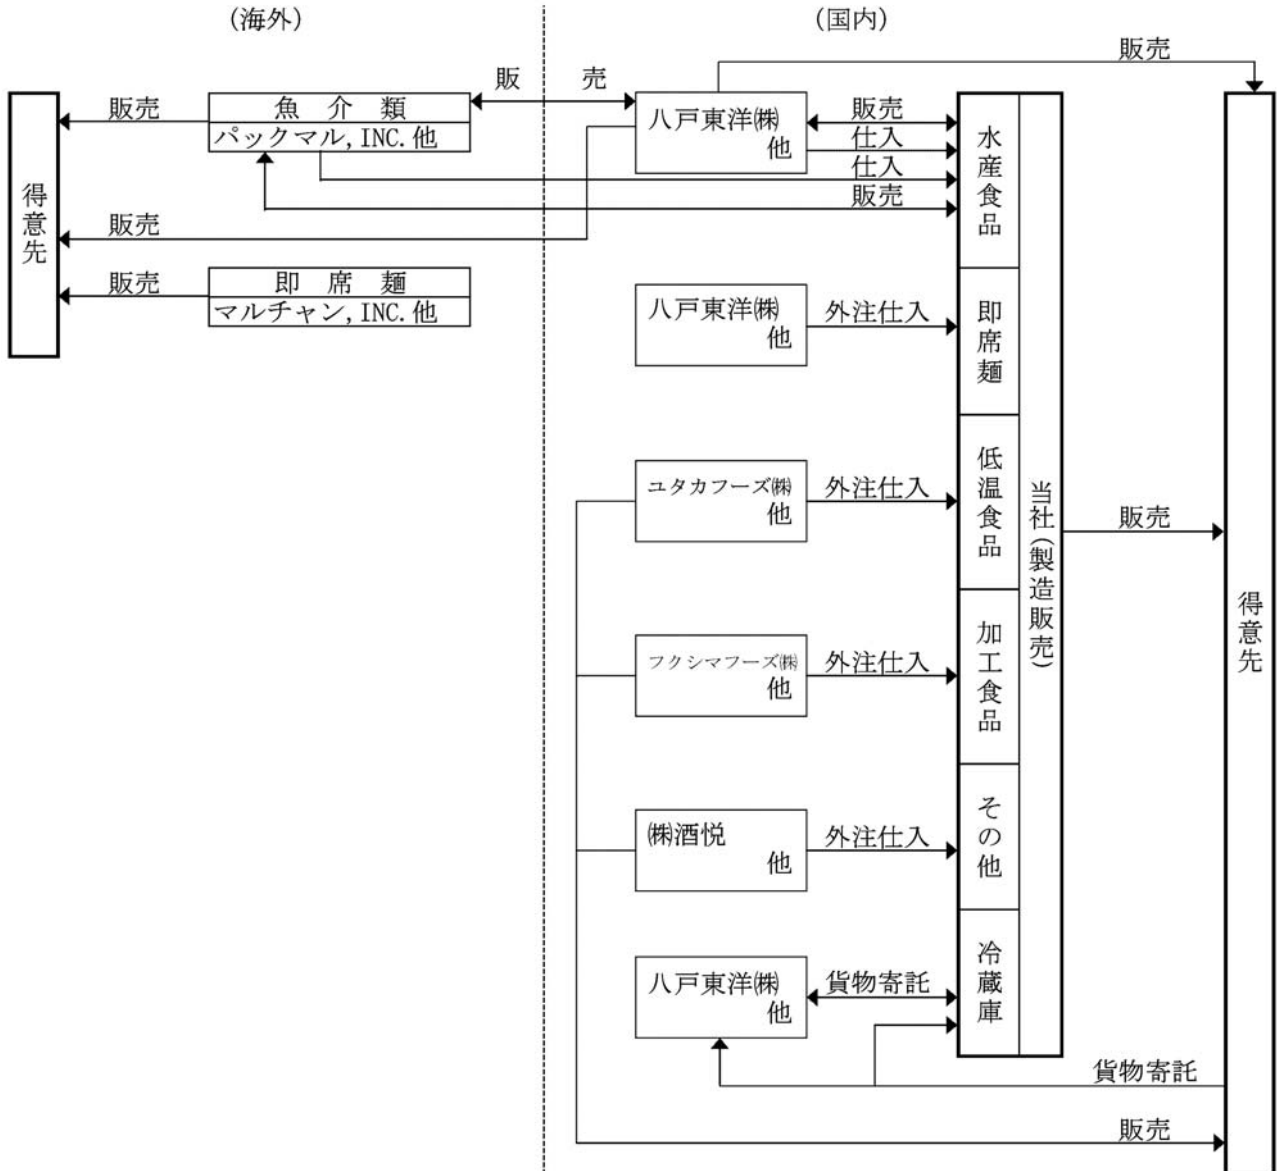 (海外)
(国内)
販売
販売
魚介類
パックマル,INC.他
販売
八戸東洋㈱
他
販売
仕入
仕入
販売
水産食品
得意先
販売
販売
即席麺
マルチャン,INC.他
八戸東洋㈱
他
外注仕入
即席麺
ユタカフーズ㈱
他
外注仕入
低温食品
当社(製造販売)
販売
得意先
フクシマフーズ㈱
他
外注仕入
加工食品
㈱酒悦
他
外注仕入
その他
八戸東洋㈱
他
貨物寄託
冷蔵庫
貨物寄託
販売